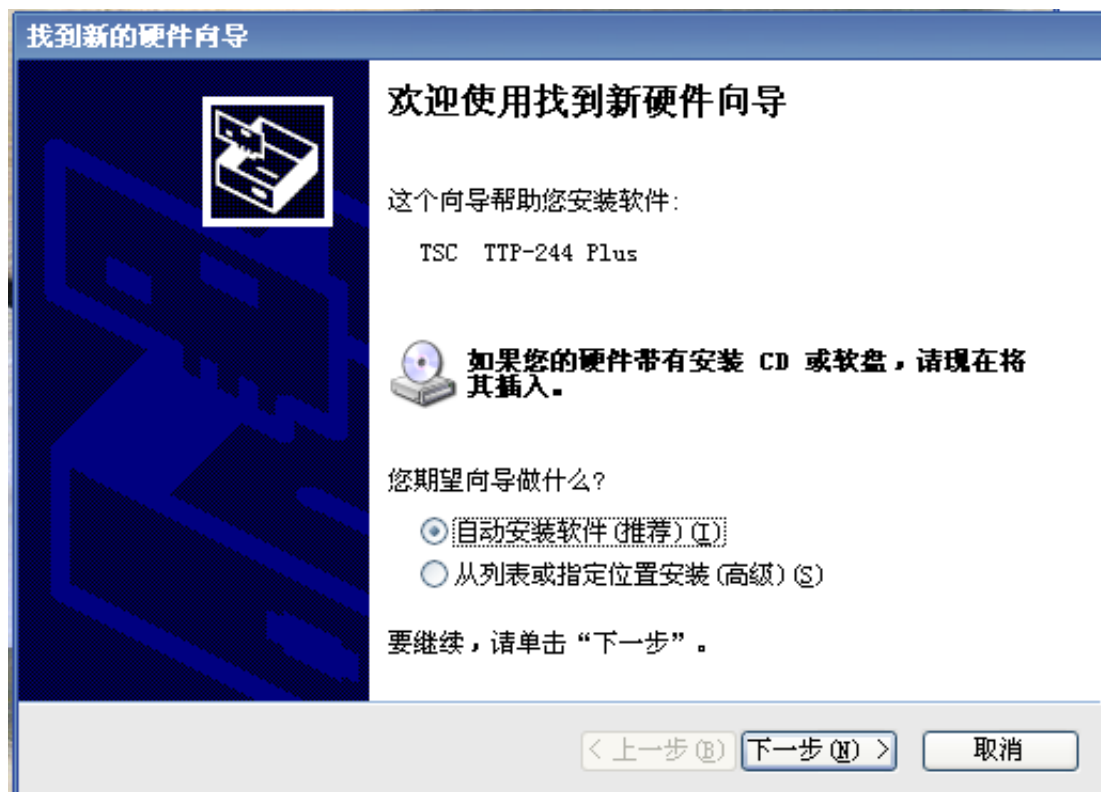 找到新的硬件向导
欢迎使用找到新硬件向导
这个向导帮助您安装软件:
TSC  TTP-244 Plus
如果您的硬件带有安装 CD 或软盘，请现在将
其插入。
您期望向导做什么?
自动安装软件(推荐)(I)
从列表或指定位置安装(高级)(S)
要继续，请单击“下一步”。
< 上一步(B)
下一步(N) >
取消